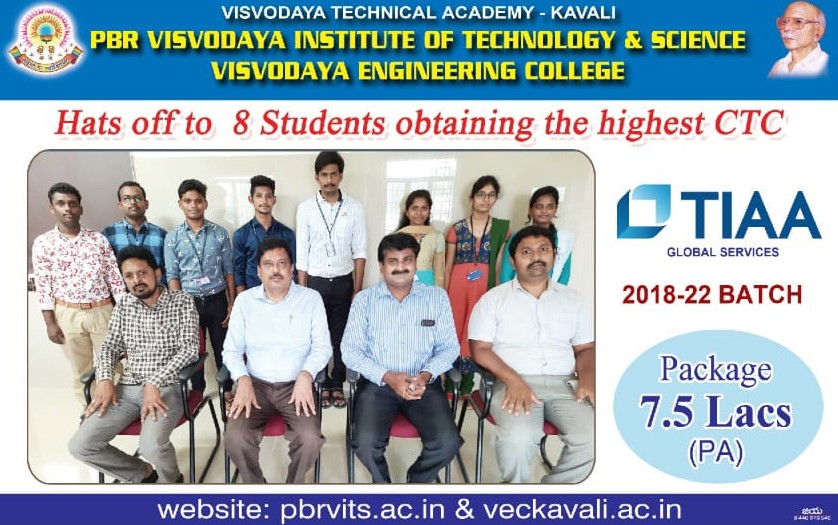 VISVODAYA TECHNICAL ACADEMY - KAVALI
PBR VISVODAYA INSTITUTE OF TECHNOLOGY & SCIENCE
VISVODAYA ENGINEERING COLLEGE
Hats off to 8 Students obtaining the highest CTC
TIAA
GLOBAL SERVICES
2018-22 BATCH
Package
7.5 Lacs
(PA)
website: pbrvits.ac.in & veckavali.ac.in